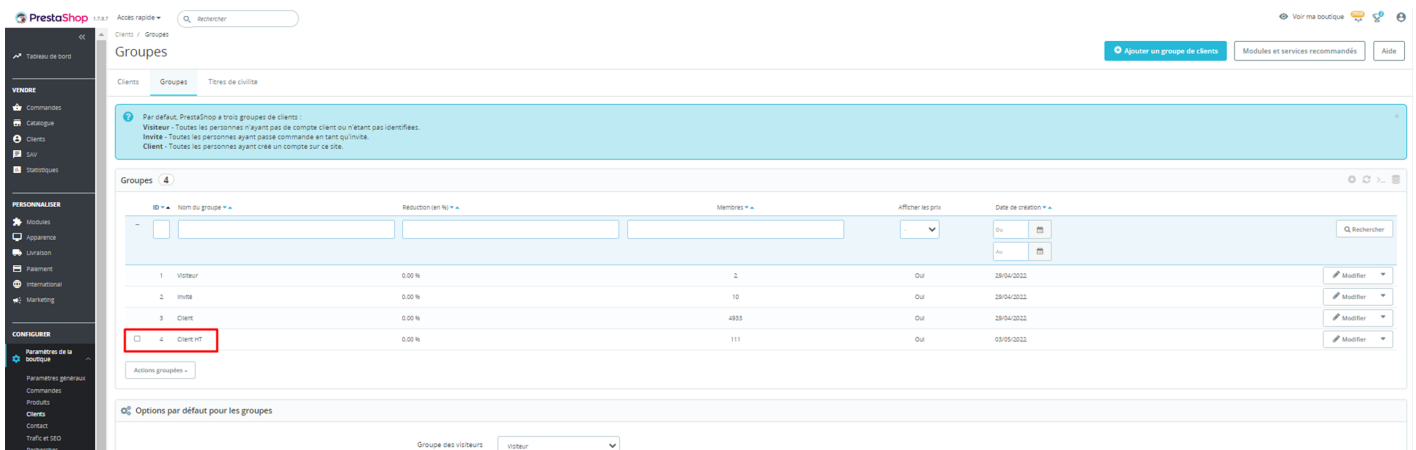 PrestaShop 1.7.8.7 Accès rapide Rechercher Voir ma boutique
Clients / Groupes
Groupes
Ajouter un groupe de clients Modules et services recommandés Aide
Tableau de bord
Clients Groupes Titres de civilité
VENDRE
Commandes
Catalogue
Clients
SAV
Statistiques
Par défaut, PrestaShop a trois groupes de clients :
Visiteur - Toutes les personnes n'ayant pas de compte client ou n'étant pas identifiées.
Invité - Toutes les personnes ayant passé commande en tant qu'invité.
Client - Toutes les personnes ayant créé un compte sur ce site.
Groupes 4
PERSONNALISER
Modules
Apparence
Livraison
Paiement
International
Marketing
ID Nom du groupe Réduction (en %) Membres Afficher les prix Date de création
- Du Rechercher
Au
1 Visiteur 0,00 % 2 Oui 29/04/2022 Modifier
2 Invité 0,00 % 10 Oui 29/04/2022 Modifier
3 Client 0,00 % 4935 Oui 29/04/2022 Modifier
4 Client HT 0,00 % 111 Oui 03/05/2022 Modifier
Actions groupées
CONFIGURER
Paramètres de la
boutique
Paramètres généraux
Commandes
Produits
Clients
Contact
Trafic et SEO
Rechercher
Options par défaut pour les groupes
Groupe des visiteurs Visiteur